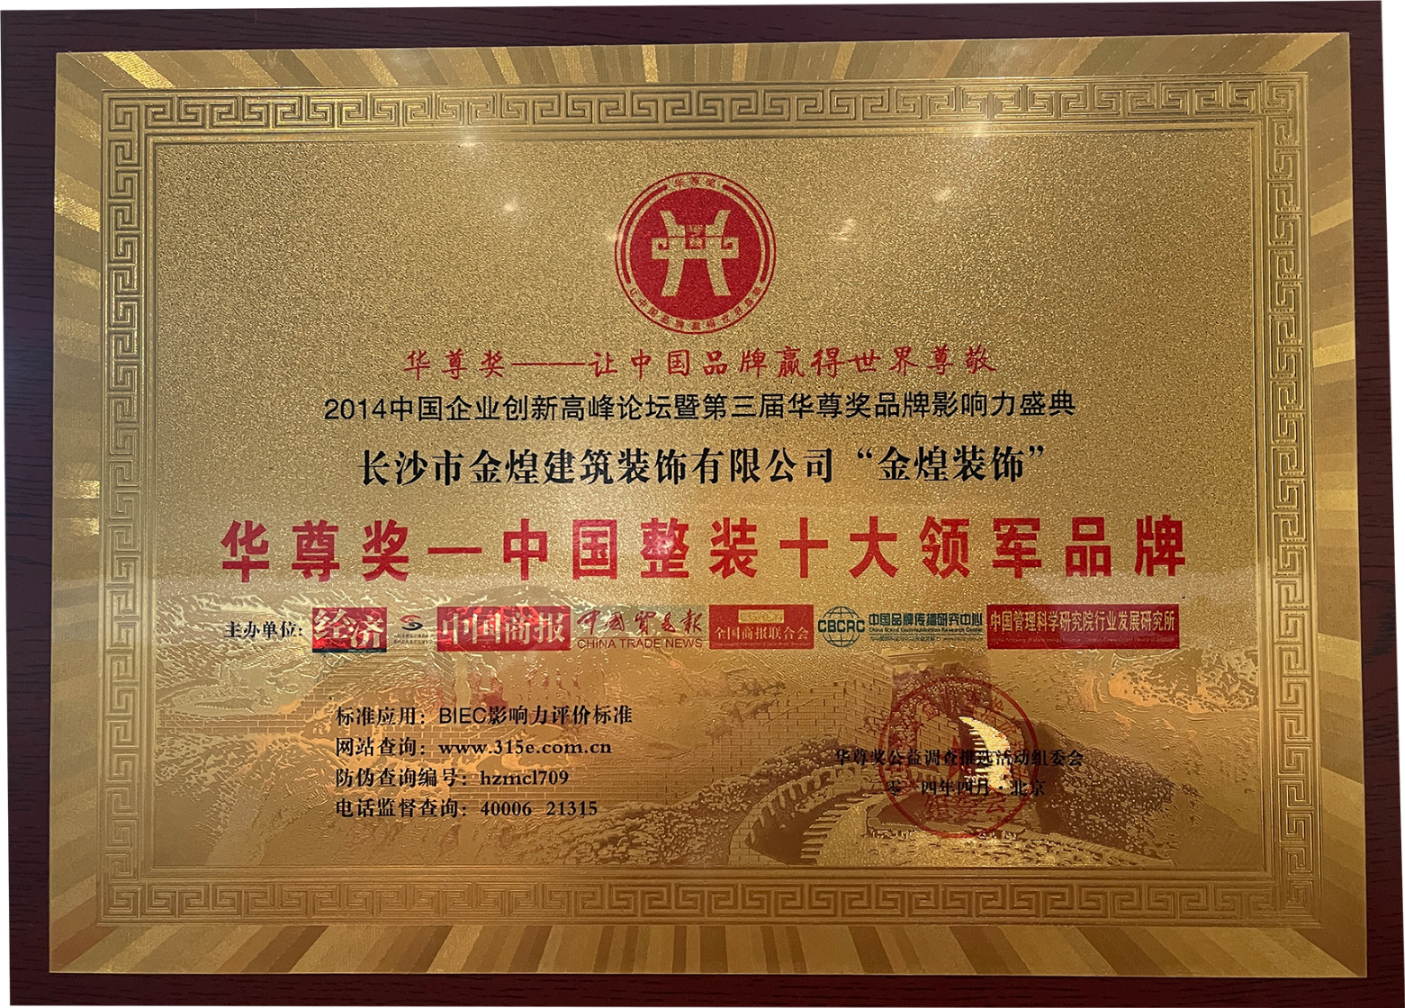 华尊奖
华尊奖——让中国品牌赢得世界尊敬
2014中国企业创新高峰论坛暨第三届华尊奖品牌影响力盛典
长沙市金煌建筑装饰有限公司“金煌装饰”
华尊奖—中国整装十大领军品牌
主办单位: 经济 中国商报 中国贸易报 CHINA TRADE NEWS 全国商报联合会 CBCRC 中国品牌传播研究中心 中国管理科学研究院行业发展研究所
标准应用：BIEC影响力评价标准
网站查询：www.315e.com.cn
防伪查询编号：hzmcl709
电话监督查询：40006 21315
华尊奖公益调查推选活动组委会
零一四年四月·北京